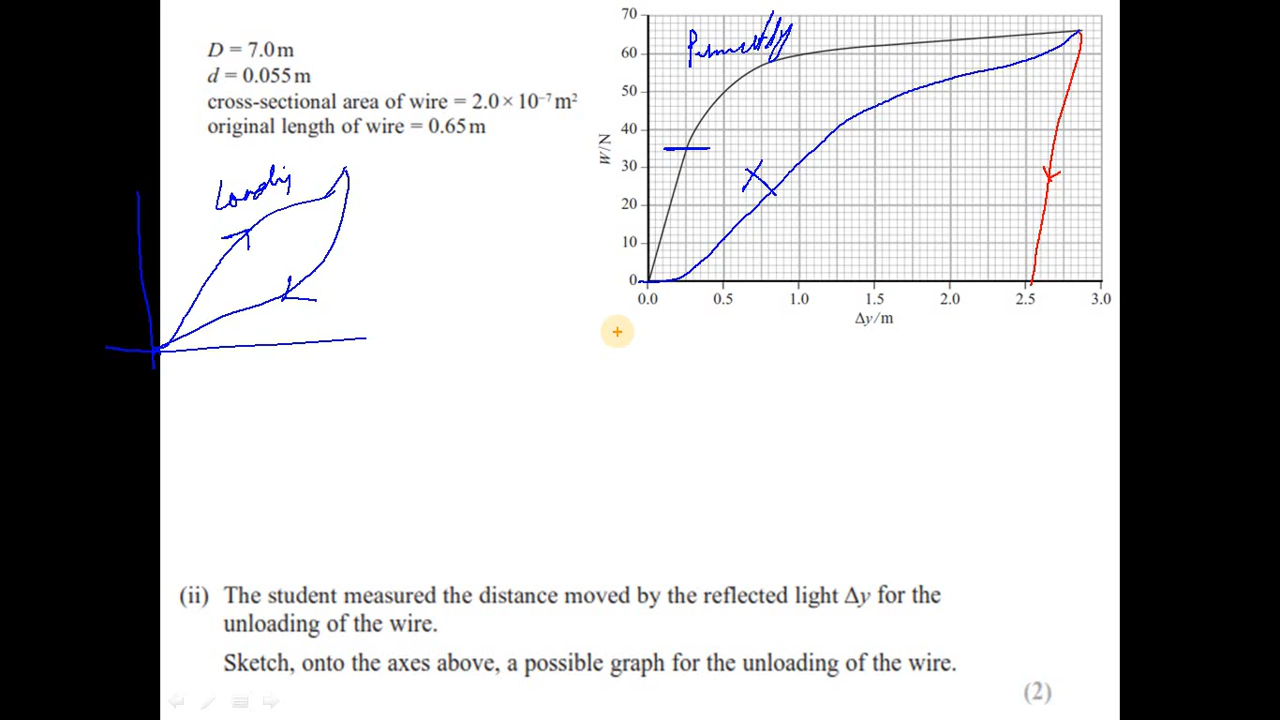 D = 7.0 m
d = 0.055 m
cross-sectional area of wire = 2.0 × 10⁻⁷ m²
original length of wire = 0.65 m
Loading
70
60
50
40
30
20
10
0
W/N
0.0 0.5 1.0 1.5 2.0 2.5 3.0
Δy/m
(ii) The student measured the distance moved by the reflected light Δy for the
unloading of the wire.
Sketch, onto the axes above, a possible graph for the unloading of the wire.
(2)